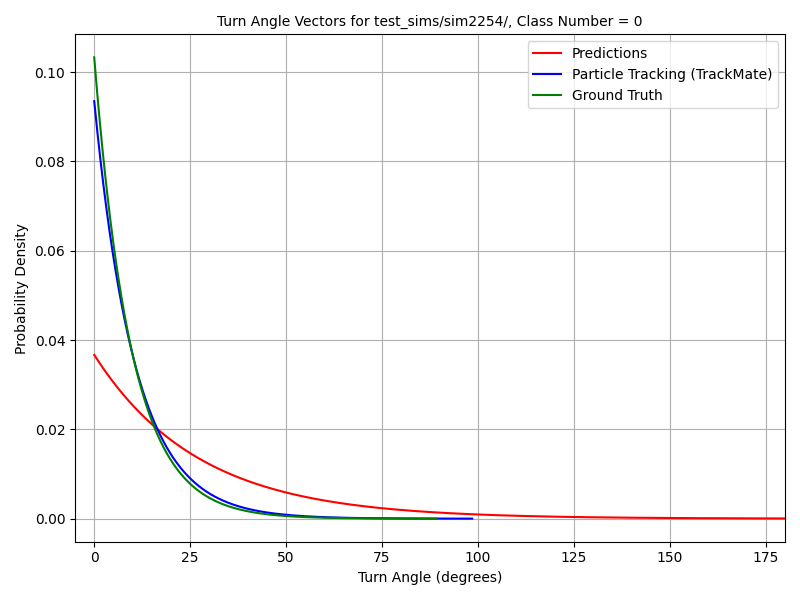 Turn Angle Vectors for test_sims/sim2254/, Class Number = 0
Predictions
Particle Tracking (TrackMate)
Ground Truth
Probability Density
0.10
0.08
0.06
0.04
0.02
0.00
0 25 50 75 100 125 150 175
Turn Angle (degrees)